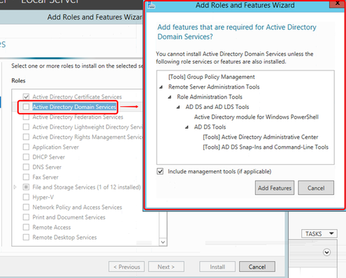 Local Server
Add Roles and Features Wizard
es
Select one or more roles to install on the selected se
Roles
Active Certificate Services
Active Directory Domain Services
Active Directory Federation Services
Active Directory Lightweight Directory Servi
Active Directory Rights Management Services
Application Server
DHCP Server
DNS Server
Fax Server
File and Storage Services (1 of 12 installed)
Hyper-V
Network Policy and Access Services
Print and Document Services
Remote Access
Remote Desktop Services
< Previous
Next >
Install
Cancel
Add Roles and Features Wizard
Add features that are required for Active Directory
Domain Services?
You cannot install Active Directory Domain Services unless the
following role services or features are also installed.
[Tools] Group Policy Management
Remote Server Administration Tools
Role Administration Tools
AD DS and AD LDS Tools
Active Directory module for Windows PowerShell
AD DS Tools
[Tools] Active Directory Administrative Center
[Tools] AD DS Snap-Ins and Command-Line Tools
Include management tools (if applicable)
Add Features
Cancel
TASKS